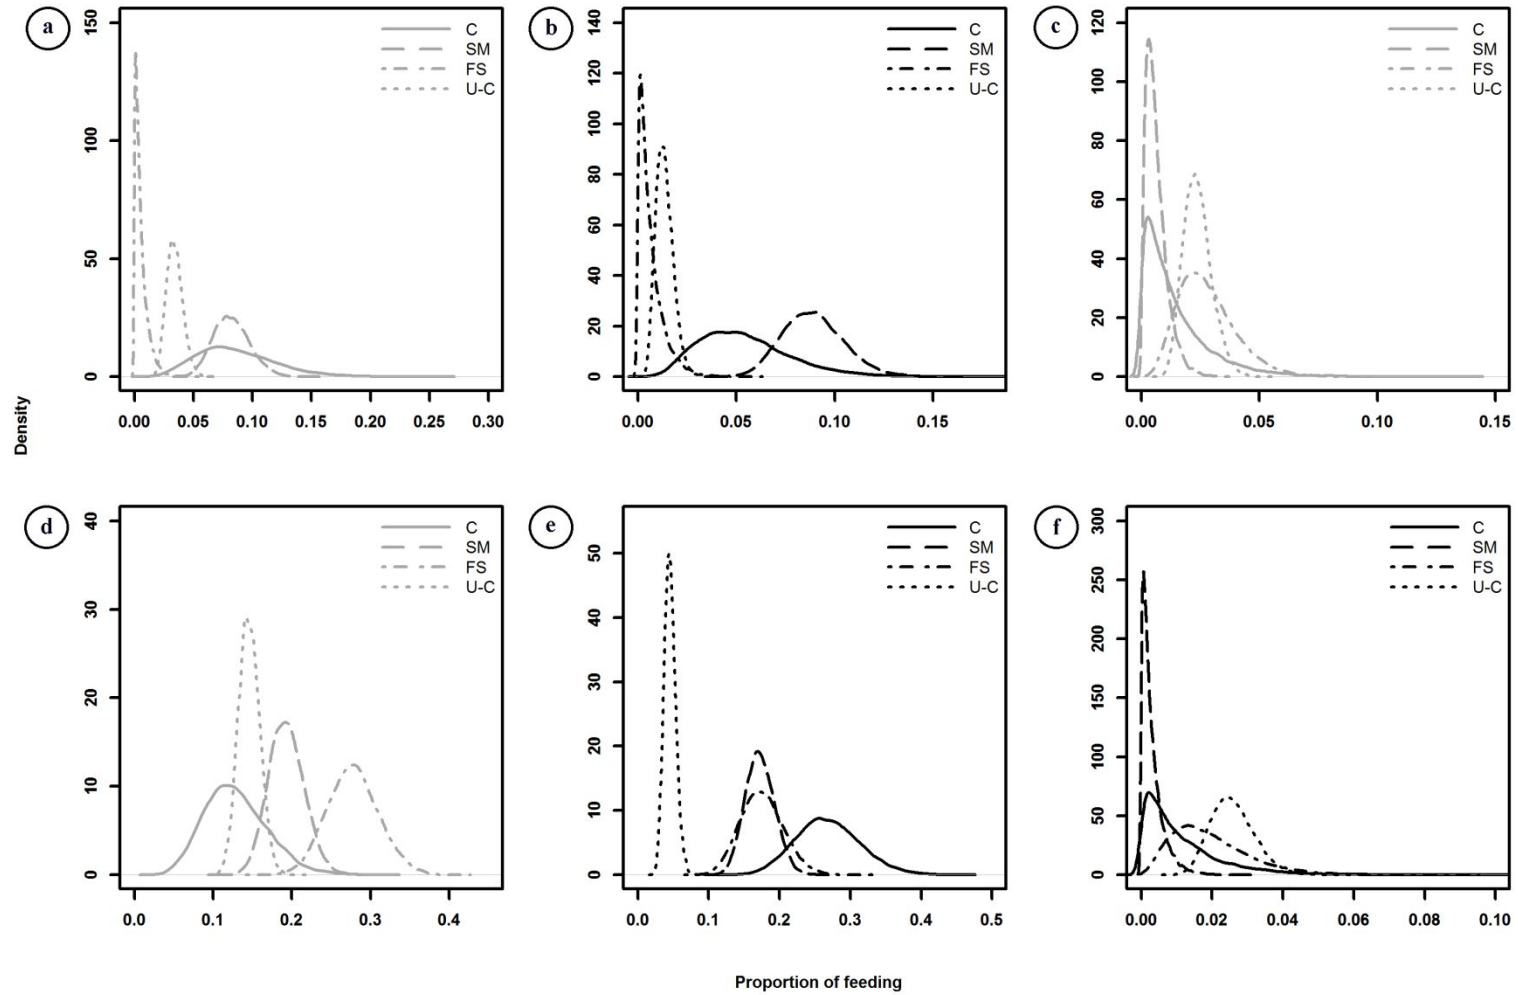 a
150
100
50
0
C
SM
FS
U-C
0.00 0.05 0.10 0.15 0.20 0.25 0.30
b
140
120
100
80
60
40
20
0
C
SM
FS
U-C
0.00 0.05 0.10 0.15
c
120
100
80
60
40
20
0
C
SM
FS
U-C
0.00 0.05 0.10 0.15
Density
d
40
30
20
10
0
C
SM
FS
U-C
0.0 0.1 0.2 0.3 0.4
e
50
40
30
20
10
0
C
SM
FS
U-C
0.0 0.1 0.2 0.3 0.4 0.5
f
300
250
200
150
100
50
0
C
SM
FS
U-C
0.00 0.02 0.04 0.06 0.08 0.10
Proportion of feeding